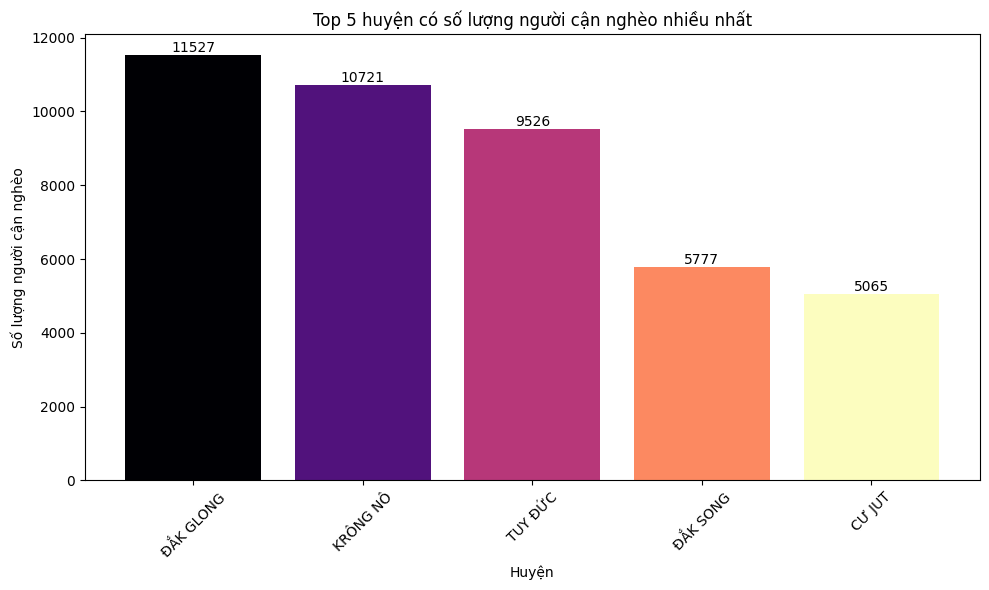 Top 5 huyện có số lượng người cận nghèo nhiều nhất
Số lượng người cận nghèo
12000
10000
8000
6000
4000
2000
0
11527
10721
9526
5777
5065
ĐẮK GLONG
KRÔNG NÔ
TUY ĐỨC
ĐẮK SONG
CƯ JUT
Huyện